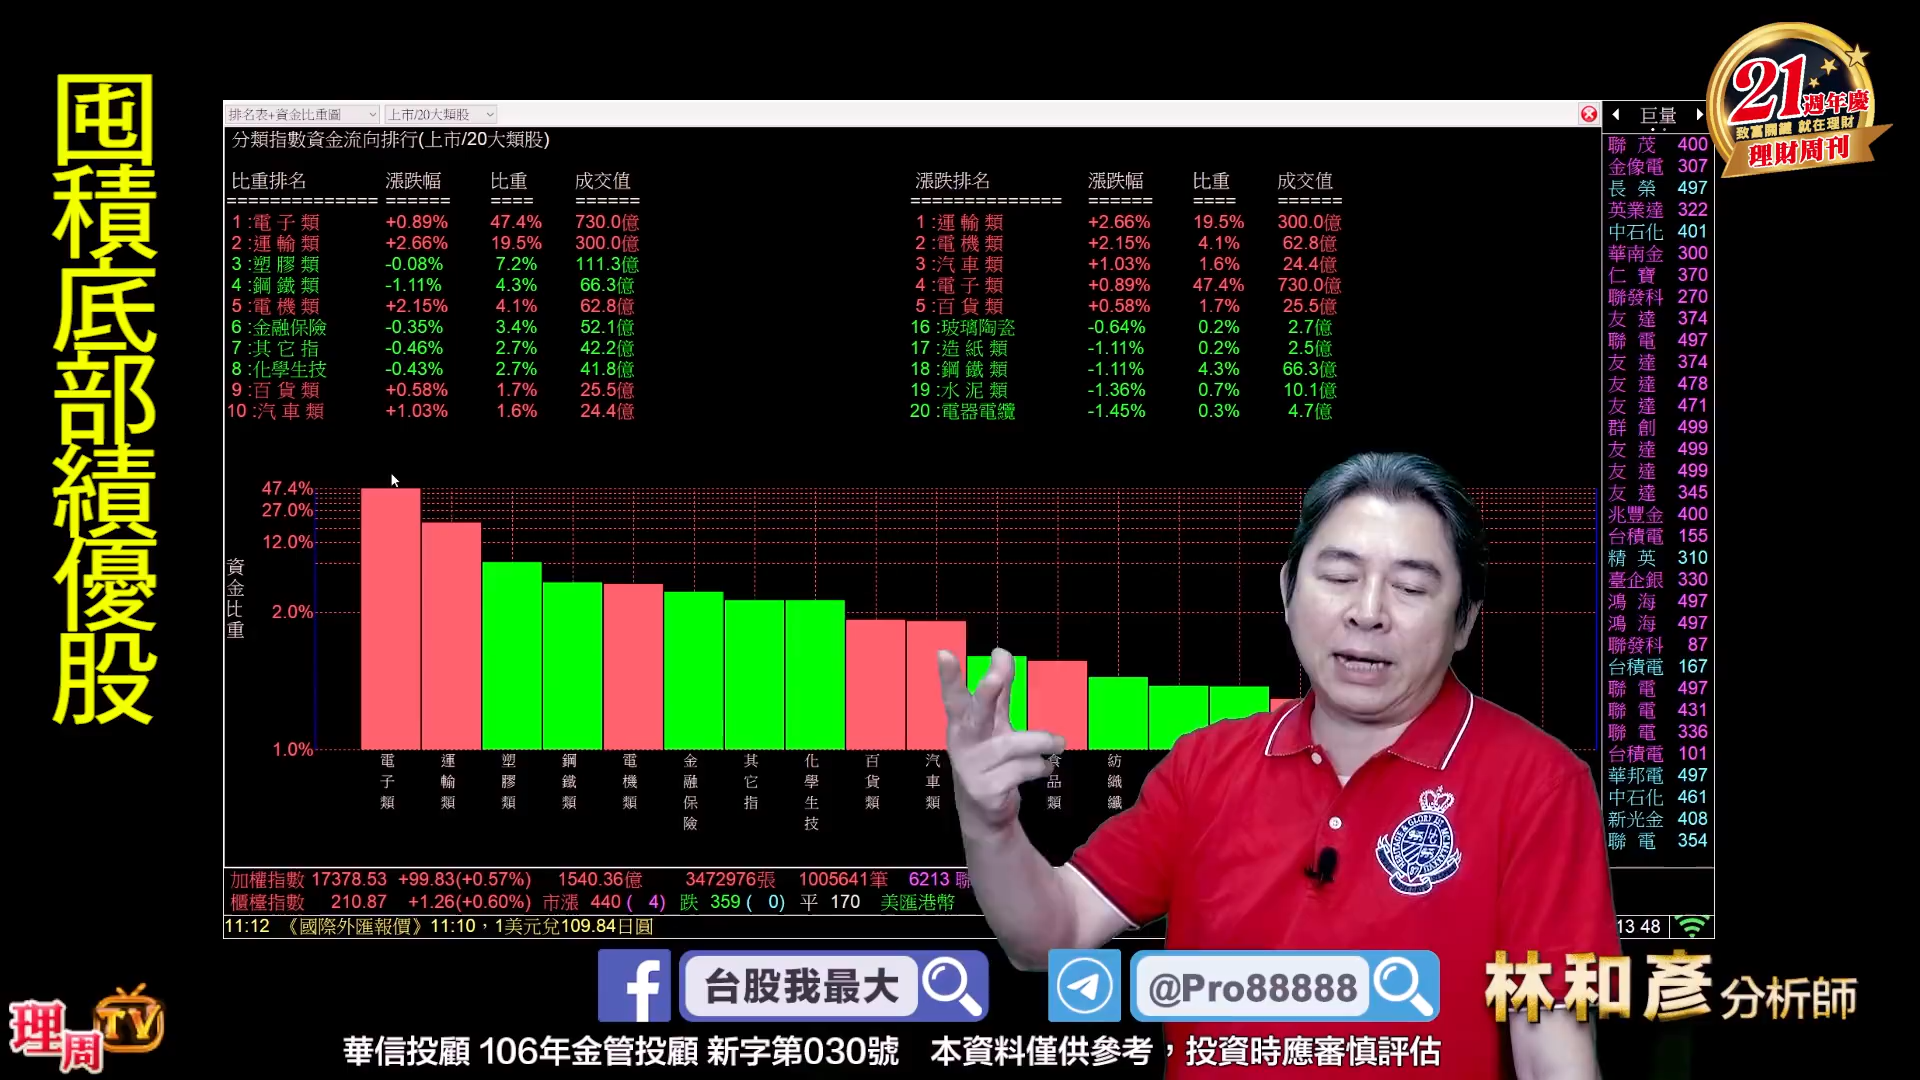 囤積底部績優股
21週年慶
致富關鍵 就在理財
理財周刊
排名表+資金比重圖
上市/20大類股
分類指數資金流向排行(上市/20大類股)
比重排名 漲跌幅 比重 成交值
1 :電 子 類 +0.89% 47.4% 730.0億
2 :運 輸 類 +2.66% 19.5% 300.0億
3 :塑 膠 類 -0.08% 7.2% 111.3億
4 :鋼 鐵 類 -1.11% 4.3% 66.3億
5 :電 機 類 +2.15% 4.1% 62.8億
6 :金融保險 -0.35% 3.4% 52.1億
7 :其 它 指 -0.46% 2.7% 42.2億
8 :化學生技 -0.43% 2.7% 41.8億
9 :百 貨 類 +0.58% 1.7% 25.5億
10 :汽 車 類 +1.03% 1.6% 24.4億
漲跌排名 漲跌幅 比重 成交值
1 :運 輸 類 +2.66% 19.5% 300.0億
2 :電 機 類 +2.15% 4.1% 62.8億
3 :汽 車 類 +1.03% 1.6% 24.4億
4 :電 子 類 +0.89% 47.4% 730.0億
5 :百 貨 類 +0.58% 1.7% 25.5億
16 :玻璃陶瓷 -0.64% 0.2% 2.7億
17 :造 紙 類 -1.11% 0.2% 2.5億
18 :鋼 鐵 類 -1.11% 4.3% 66.3億
19 :水 泥 類 -1.36% 0.7% 10.1億
20 :電器電纜 -1.45% 0.3% 4.7億
巨量
聯 茂 400
金像電 307
長 榮 497
英業達 322
中石化 401
華南金 300
仁 寶 370
聯發科 270
友 達 374
聯 電 497
友 達 374
友 達 478
友 達 471
群 創 499
友 達 499
友 達 499
友 達 345
兆豐金 400
台積電 155
精 英 310
臺企銀 330
鴻 海 497
鴻 海 497
聯發科 87
台積電 167
聯 電 497
聯 電 431
聯 電 336
台積電 101
華邦電 497
中石化 461
新光金 408
聯 電 354
47.4%
27.0%
12.0%
2.0%
1.0%
資金比重
電子類
運輸類
塑膠類
鋼鐵類
電機類
金融保險
其它指
化學生技
百貨類
汽車類
食品類
紡織纖
加權指數 17378.53 +99.83(+0.57%) 1540.36億 3472976張 1005641筆 6213 聯
櫃檯指數 210.87 +1.26(+0.60%) 市漲 440 ( 4) 跌 359 ( 0) 平 170 美匯港幣
11:12 《國際外匯報價》11:10，1美元兌109.84日圓
13 48
台股我最大
@Pro88888
林和彥 分析師
理周TV
華信投顧 106年金管投顧 新字第030號 本資料僅供參考，投資時應審慎評估